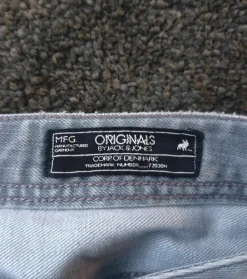 MFG.
MANUFACTURED
GARMENT
ORIGINALS
BY JACK & JONES
CORP OF DENMARK
TRADEMARK NUMBER